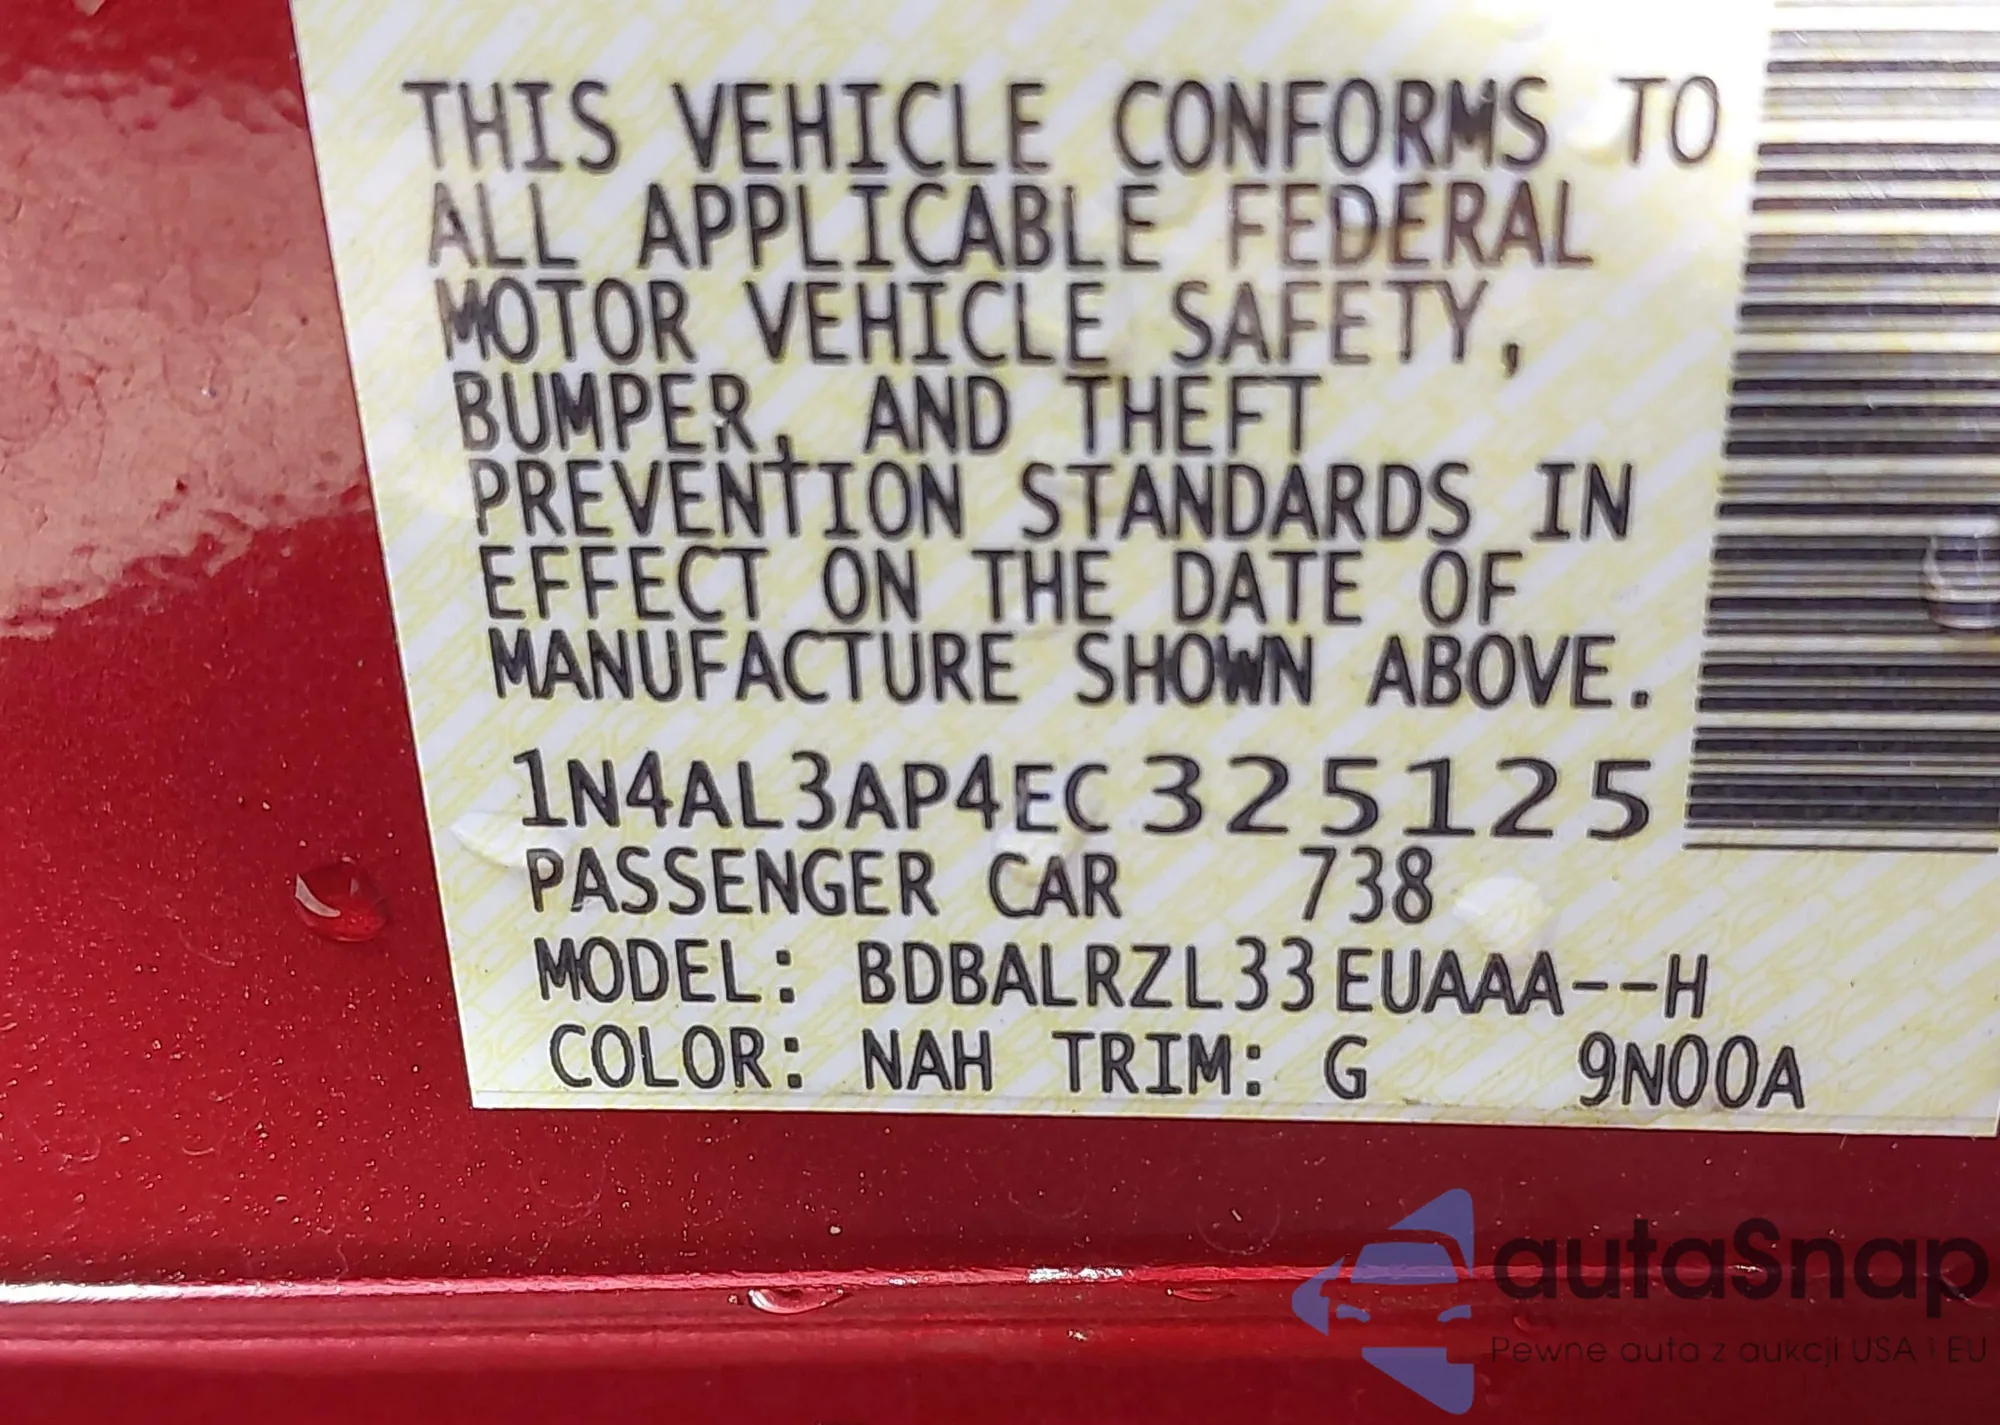 THIS VEHICLE CONFORMS TO
ALL APPLICABLE FEDERAL
MOTOR VEHICLE SAFETY,
BUMPER, AND THEFT
PREVENTION STANDARDS IN
EFFECT ON THE DATE OF
MANUFACTURE SHOWN ABOVE.
1N4AL3AP4EC325125
PASSENGER CAR 738
MODEL: BDBALRZL33EUAAA--H
COLOR: NAH TRIM: G 9N00A
autaSnap
Pewne auta z aukcji USA i EU